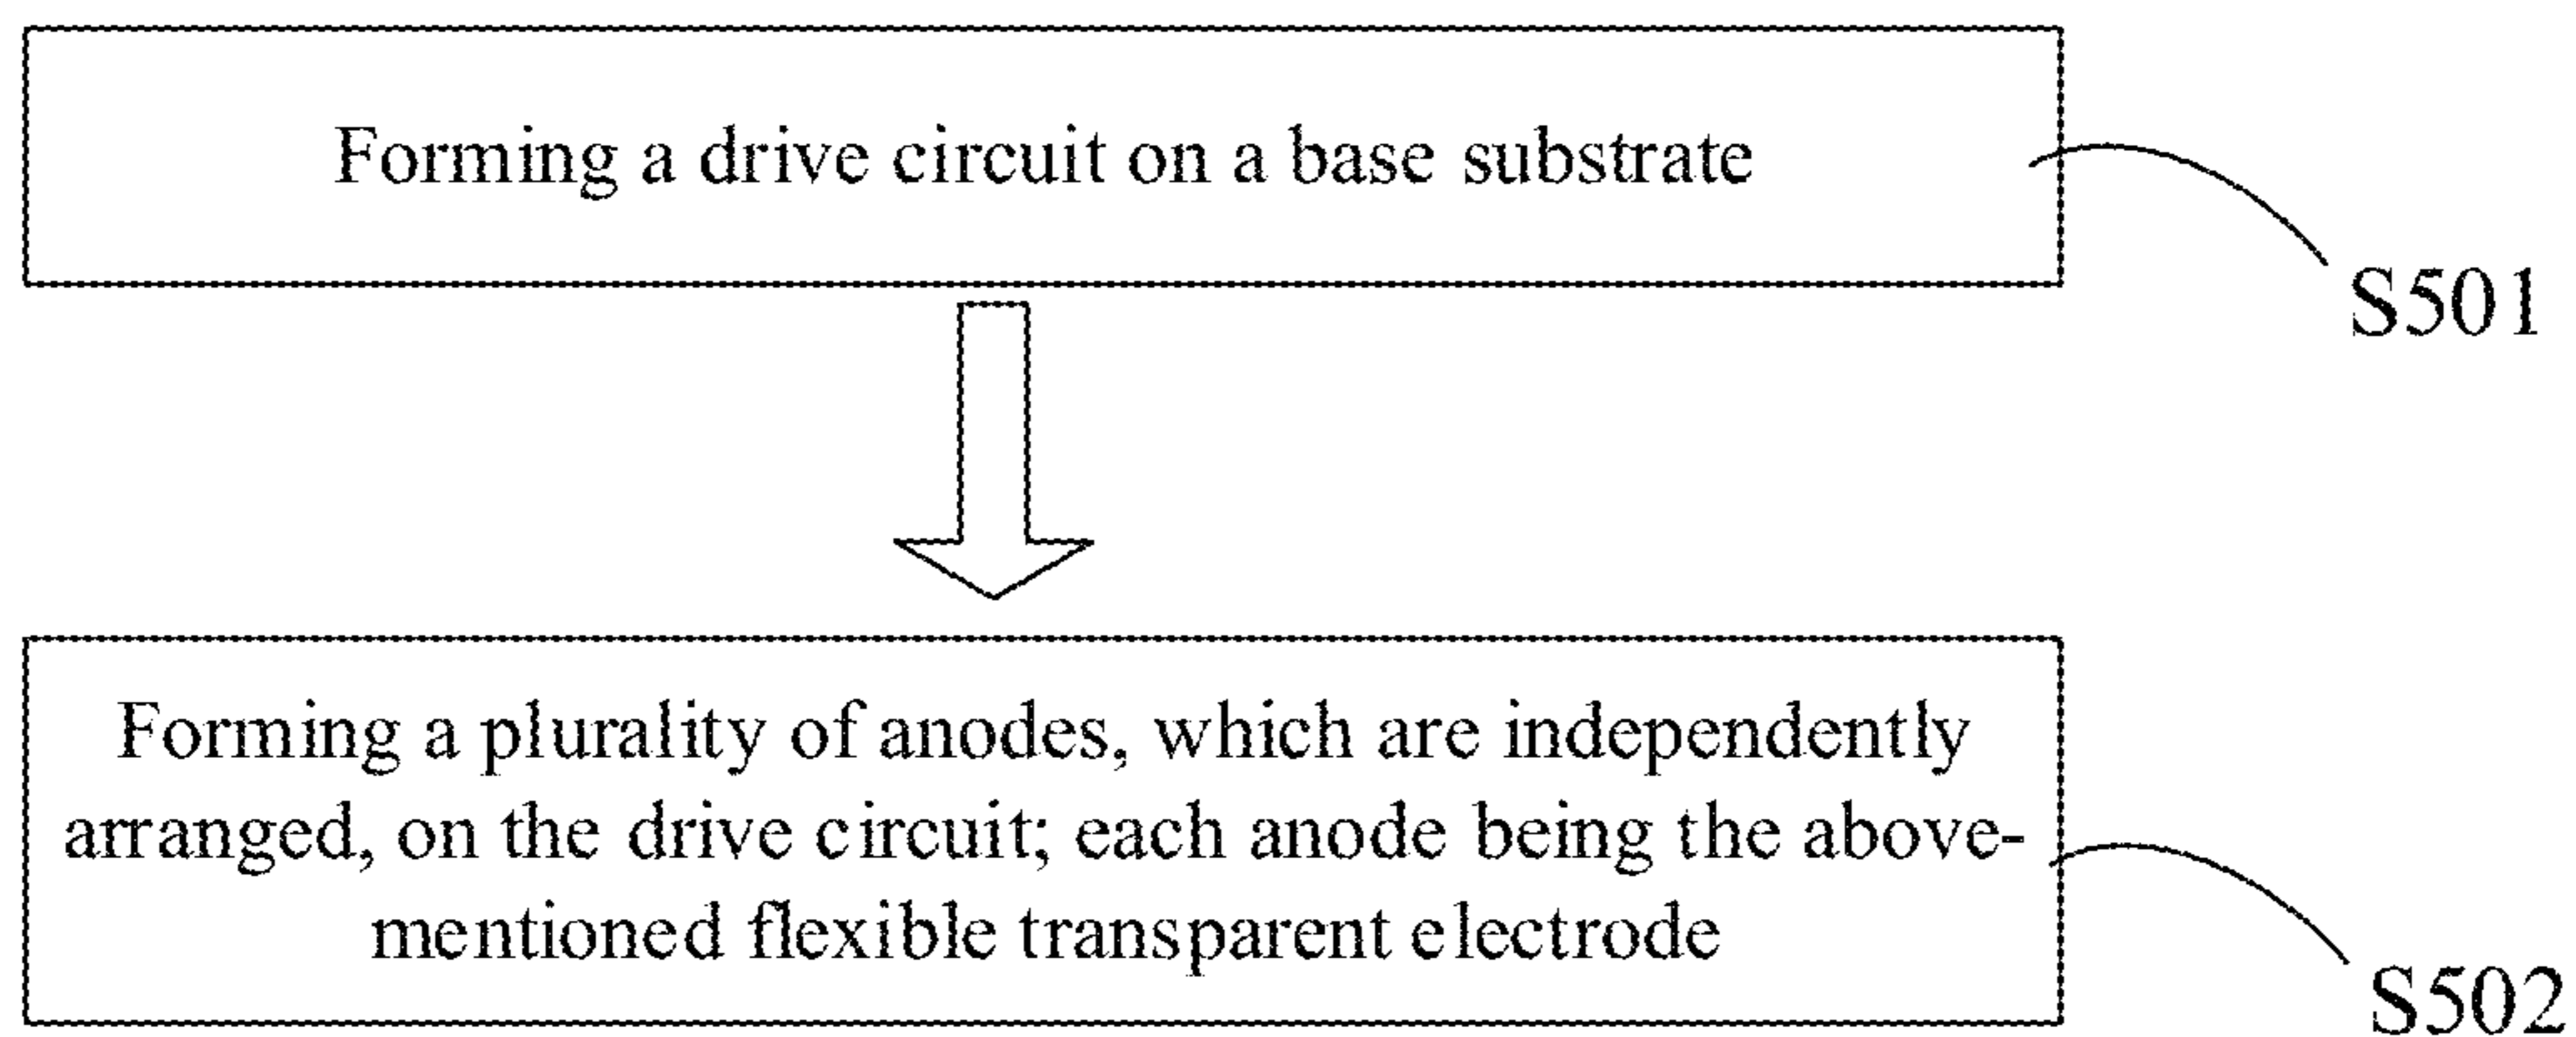 Forming a drive circuit on a base substrate
S501
Forming a plurality of anodes, which are independently
arranged, on the drive circuit; each anode being the above-
mentioned flexible transparent electrode
S502